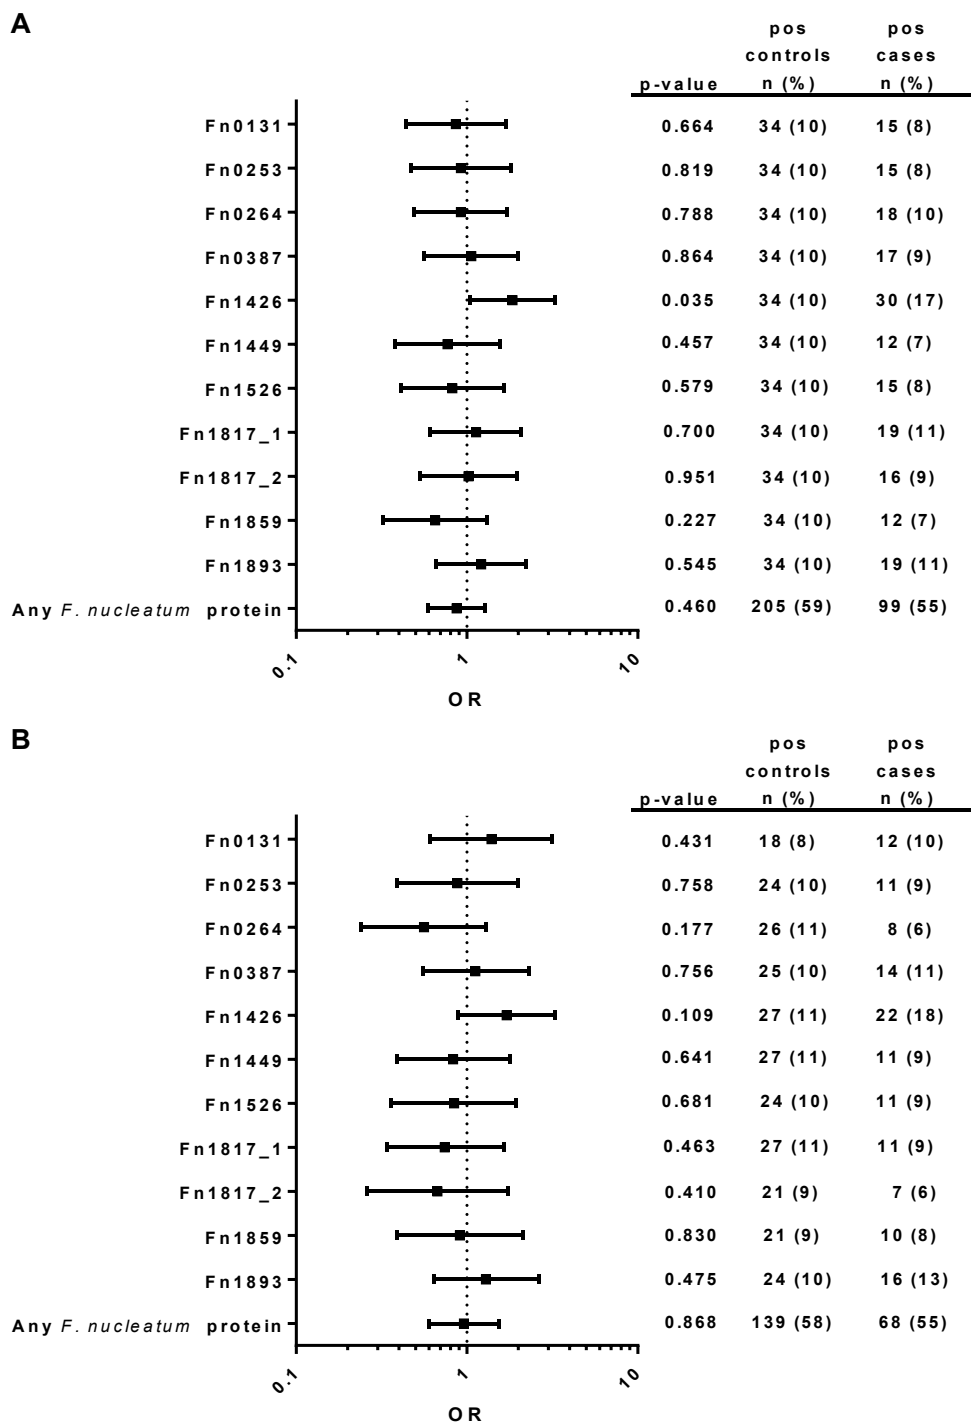 A
pos pos
controls cases
p-value n (%) n (%)
Fn0131 0.664 34 (10) 15 (8)
Fn0253 0.819 34 (10) 15 (8)
Fn0264 0.788 34 (10) 18 (10)
Fn0387 0.864 34 (10) 17 (9)
Fn1426 0.035 34 (10) 30 (17)
Fn1449 0.457 34 (10) 12 (7)
Fn1526 0.579 34 (10) 15 (8)
Fn1817_1 0.700 34 (10) 19 (11)
Fn1817_2 0.951 34 (10) 16 (9)
Fn1859 0.227 34 (10) 12 (7)
Fn1893 0.545 34 (10) 19 (11)
Any F. nucleatum protein 0.460 205 (59) 99 (55)
0.1 1 10
OR
B
pos pos
controls cases
p-value n (%) n (%)
Fn0131 0.431 18 (8) 12 (10)
Fn0253 0.758 24 (10) 11 (9)
Fn0264 0.177 26 (11) 8 (6)
Fn0387 0.756 25 (10) 14 (11)
Fn1426 0.109 27 (11) 22 (18)
Fn1449 0.641 27 (11) 11 (9)
Fn1526 0.681 24 (10) 11 (9)
Fn1817_1 0.463 27 (11) 11 (9)
Fn1817_2 0.410 21 (9) 7 (6)
Fn1859 0.830 21 (9) 10 (8)
Fn1893 0.475 24 (10) 16 (13)
Any F. nucleatum protein 0.868 139 (58) 68 (55)
0.1 1 10
OR